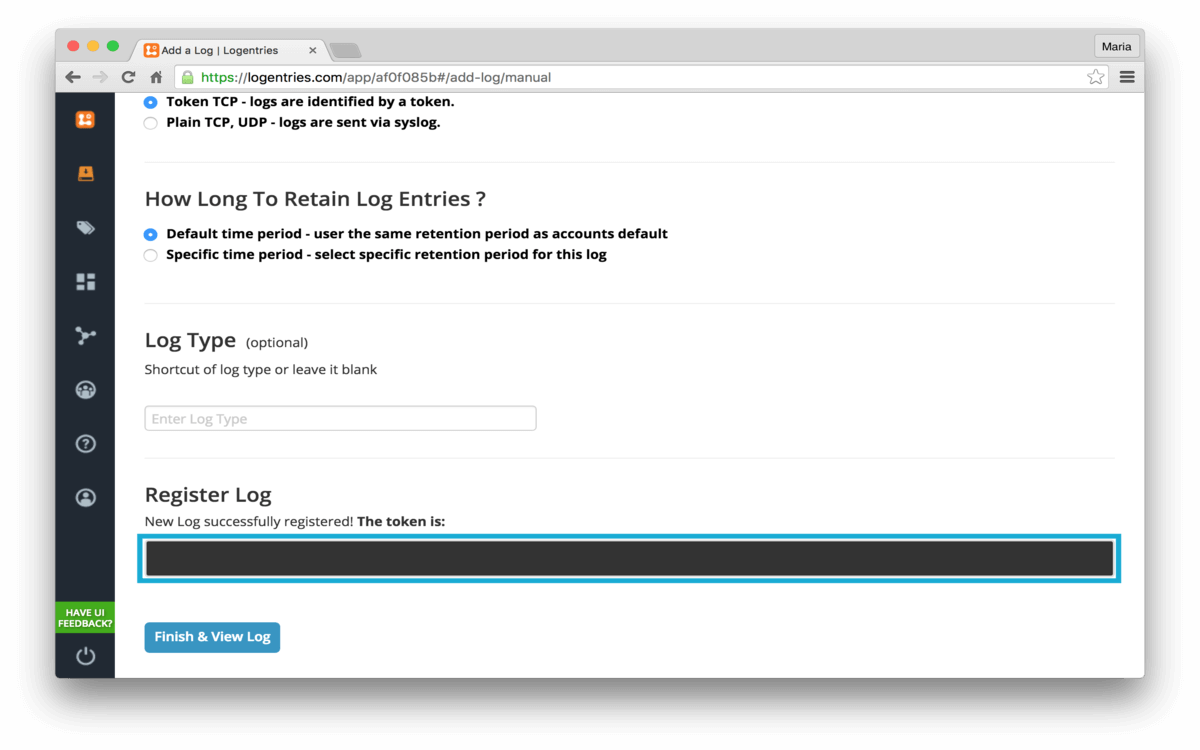 Add a Log | Logentries
Maria
https://logentries.com/app/af0f085b#/add-log/manual
Token TCP - logs are identified by a token.
Plain TCP, UDP - logs are sent via syslog.
How Long To Retain Log Entries ?
Default time period - user the same retention period as accounts default
Specific time period - select specific retention period for this log
Log Type (optional)
Shortcut of log type or leave it blank
Enter Log Type
Register Log
New Log successfully registered! The token is:
HAVE UI
FEEDBACK?
Finish & View Log